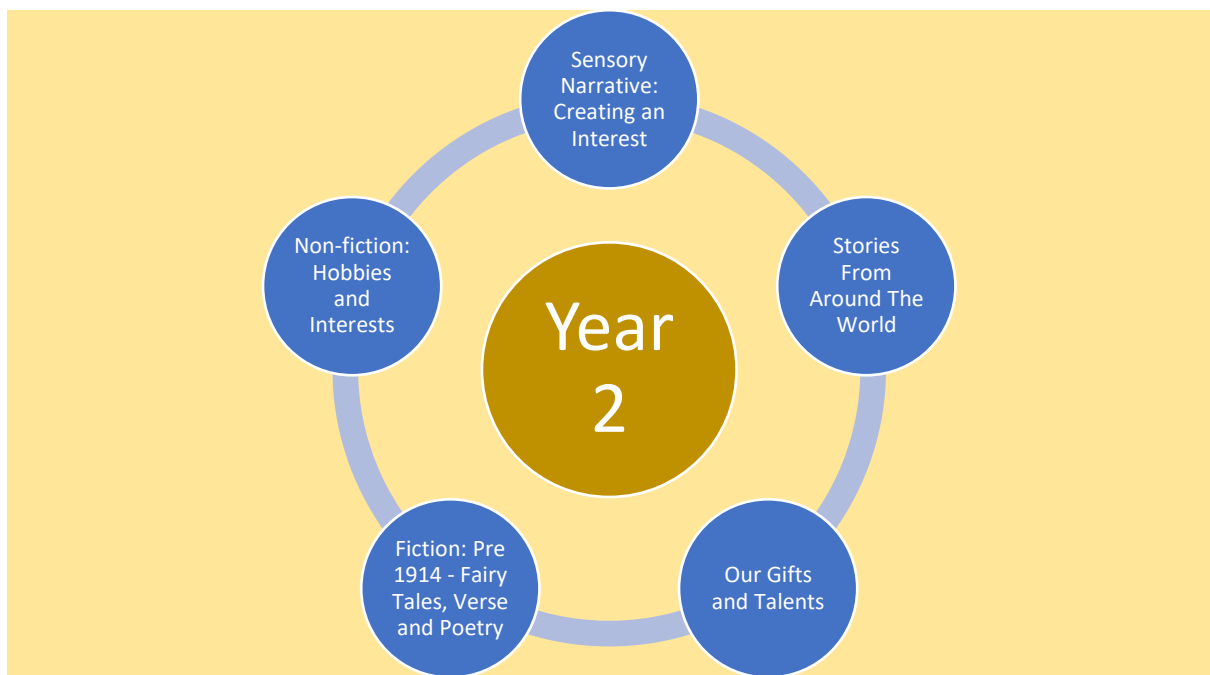 Sensory
Narrative:
Creating an
Interest
Stories
From
Around The
World
Our Gifts
and Talents
Fiction: Pre
1914 - Fairy
Tales, Verse
and Poetry
Non-fiction:
Hobbies
and
Interests
Year
2